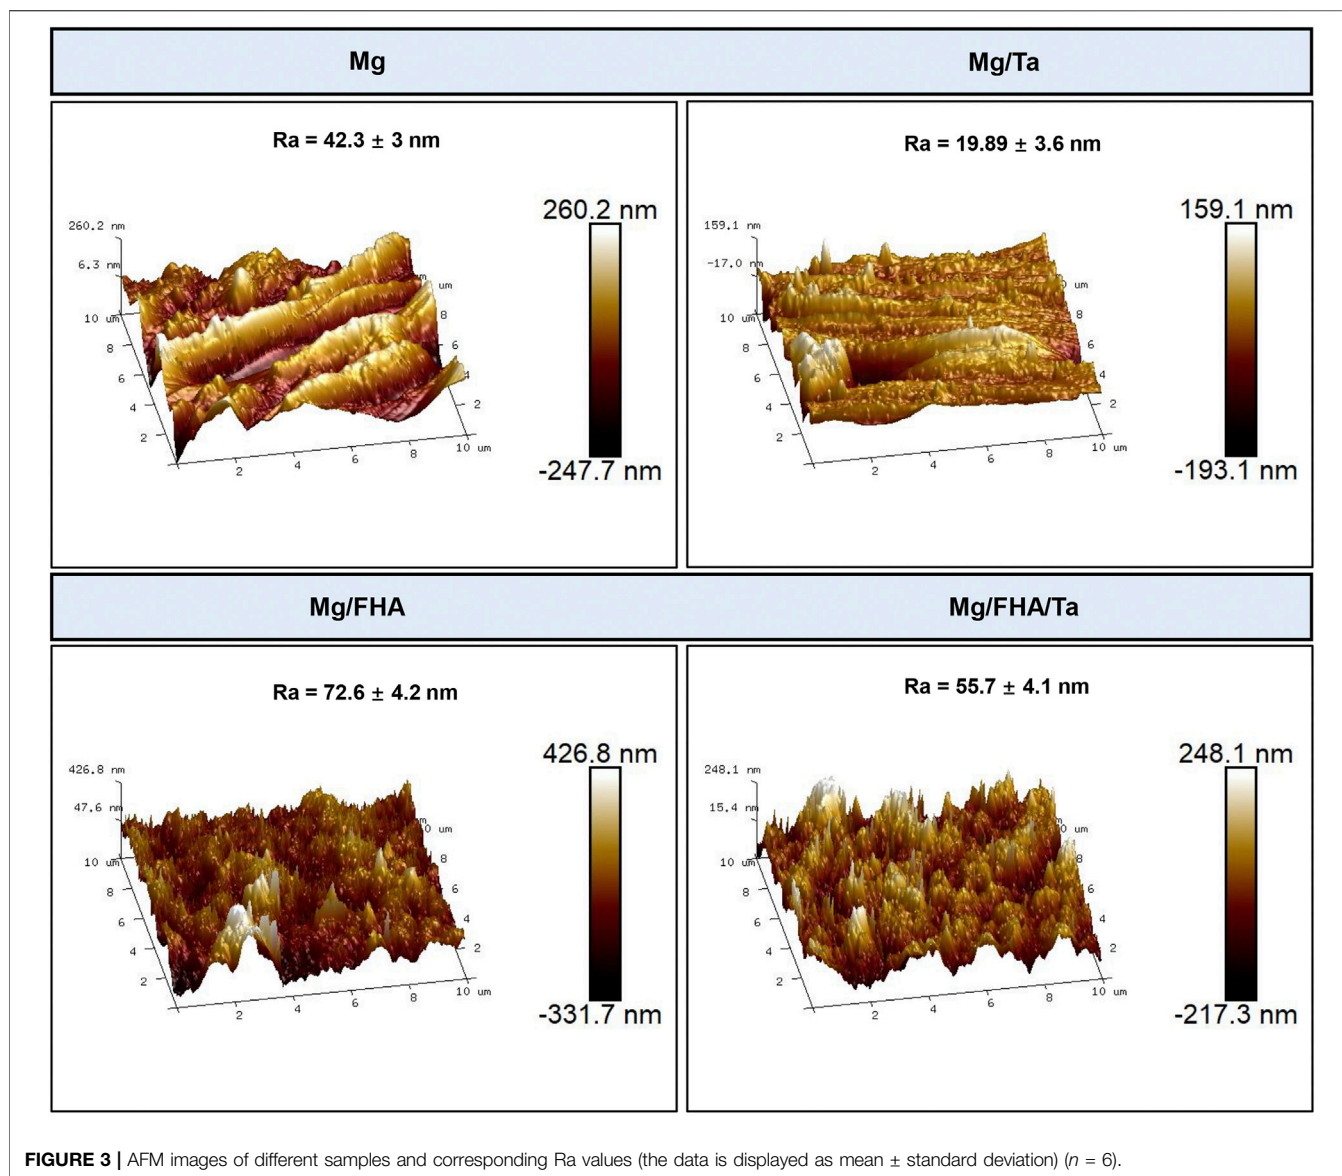 Mg
Mg/Ta
Ra = 42.3 ± 3 nm
260.2 nm
6.3 nm
10 um
8
6
4
2
2
4
6
8
10 um
2
4
6
8
um
260.2 nm
-247.7 nm
Ra = 19.89 ± 3.6 nm
159.1 nm
-17.0 nm
10 um
8
6
4
2
2
4
6
8
10 um
2
4
6
8
0 um
159.1 nm
-193.1 nm
Mg/FHA
Mg/FHA/Ta
Ra = 72.6 ± 4.2 nm
426.8 nm
47.6 nm
10 um
8
6
4
2
2
4
6
8
10 um
2
4
6
8
0 um
426.8 nm
-331.7 nm
Ra = 55.7 ± 4.1 nm
248.1 nm
15.4 nm
10 um
8
6
4
2
2
4
6
8
10 um
2
4
6
8
0 um
248.1 nm
-217.3 nm
FIGURE 3 | AFM images of different samples and corresponding Ra values (the data is displayed as mean ± standard deviation) (n = 6).